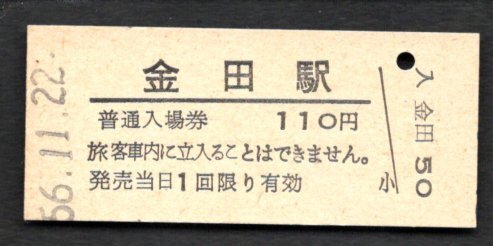 金田駅
普通入場券 110円
旅客車内に立入ることはできません。
発売当日1回限り有効
小
入 金田 50
56.11.22